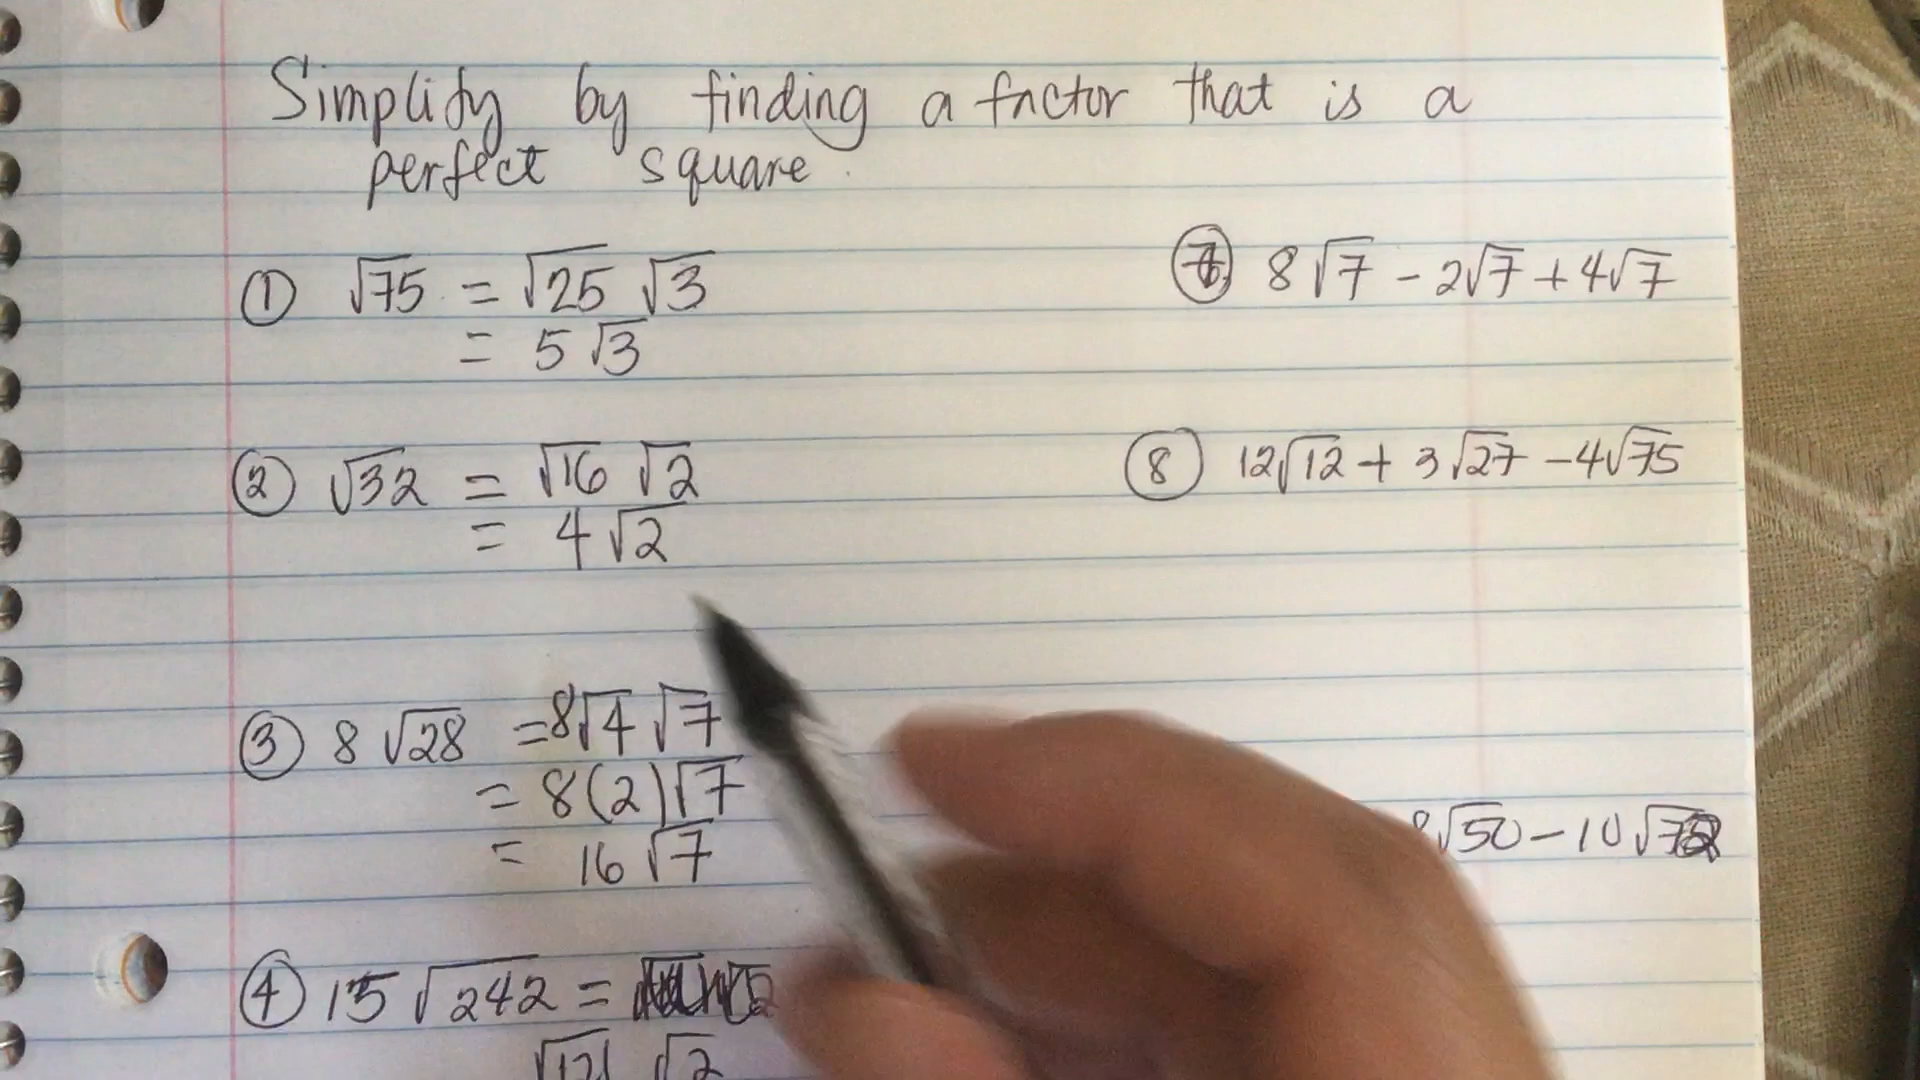 Simplify by finding a factor that is a
perfect square.
① √75 = √25 √3
= 5√3
② √32 = √16 √2
= 4√2
③ 8√28 = 8√4 √7
= 8(2)√7
= 16√7
④ 15√242 =
√121 √2
⑦ 8√7 - 2√7 + 4√7
⑧ 12√12 + 3√27 - 4√75
8√50 - 10√72